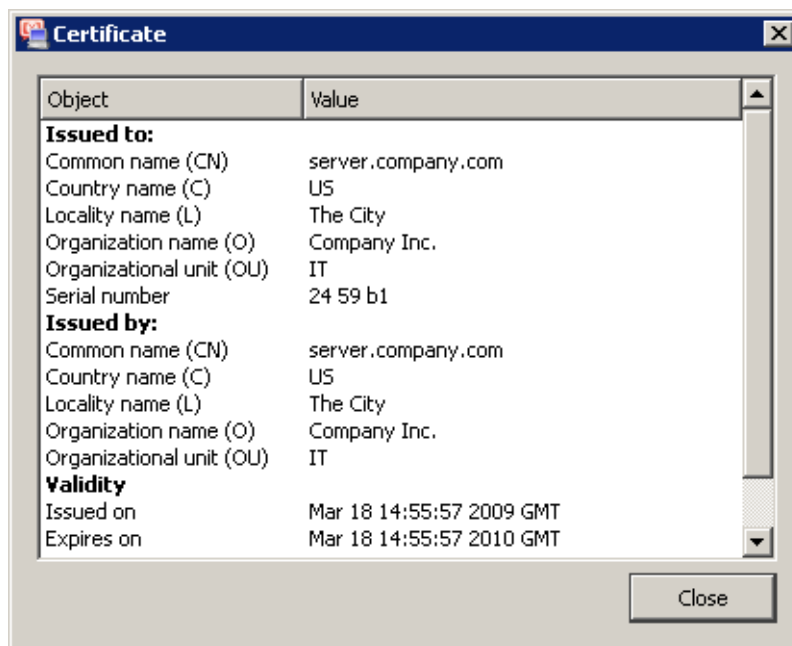 Certificate
Object Value
Issued to:
Common name (CN) server.company.com
Country name (C) US
Locality name (L) The City
Organization name (O) Company Inc.
Organizational unit (OU) IT
Serial number 24 59 b1
Issued by:
Common name (CN) server.company.com
Country name (C) US
Locality name (L) The City
Organization name (O) Company Inc.
Organizational unit (OU) IT
Validity
Issued on Mar 18 14:55:57 2009 GMT
Expires on Mar 18 14:55:57 2010 GMT
Close